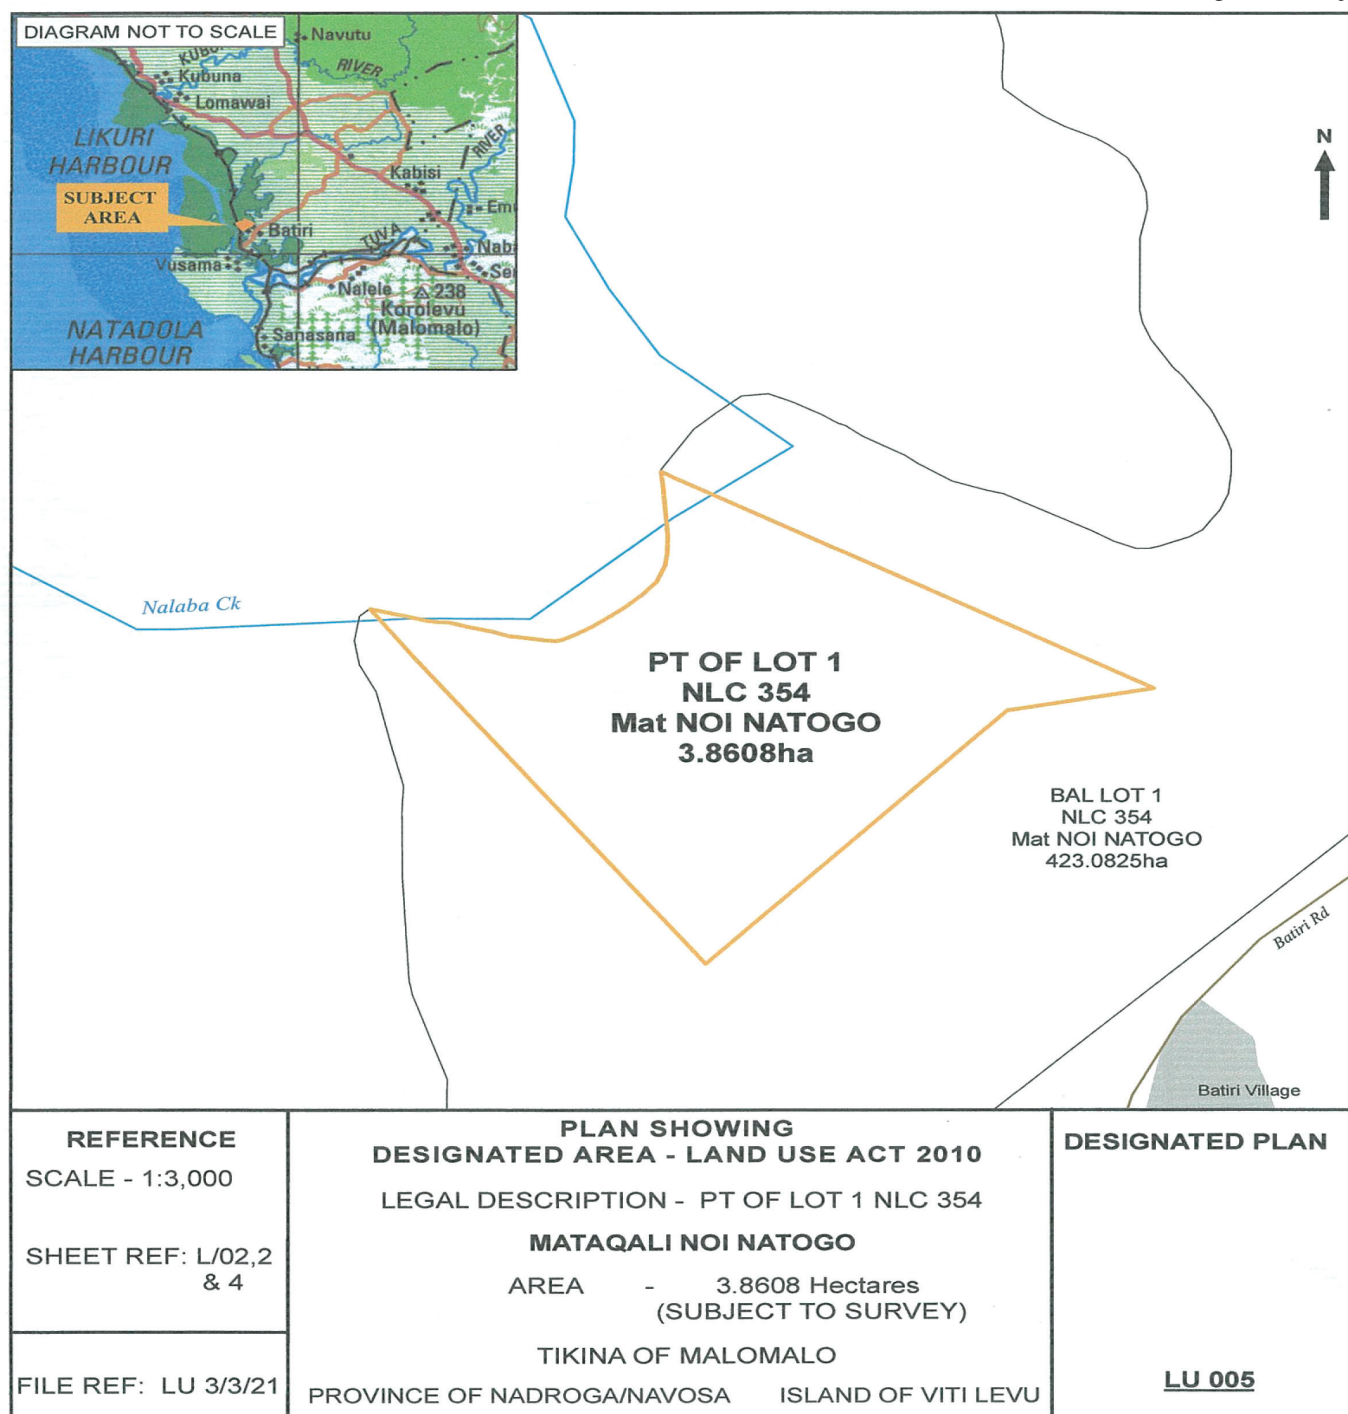 DIAGRAM NOT TO SCALE
Navutu
RIVER
Kubuna
Lomawai
LIKURI
HARBOUR
RIVER
Kabisi
SUBJECT
AREA
Batiri
TUVA
Vusama
Nalele
238
Korolevu
(Malomalo)
NATADOLA
HARBOUR
Sanasana
N
Nalaba Ck
PT OF LOT 1
NLC 354
Mat NOI NATOGO
3.8608ha
BAL LOT 1
NLC 354
Mat NOI NATOGO
423.0825ha
Batiri Rd
Batiri Village
REFERENCE
SCALE - 1:3,000
SHEET REF: L/02,2
& 4
FILE REF: LU 3/3/21
PLAN SHOWING
DESIGNATED AREA - LAND USE ACT 2010
LEGAL DESCRIPTION - PT OF LOT 1 NLC 354
MATAQALI NOI NATOGO
AREA - 3.8608 Hectares
(SUBJECT TO SURVEY)
TIKINA OF MALOMALO
PROVINCE OF NADROGA/NAVOSA ISLAND OF VITI LEVU
DESIGNATED PLAN
LU 005